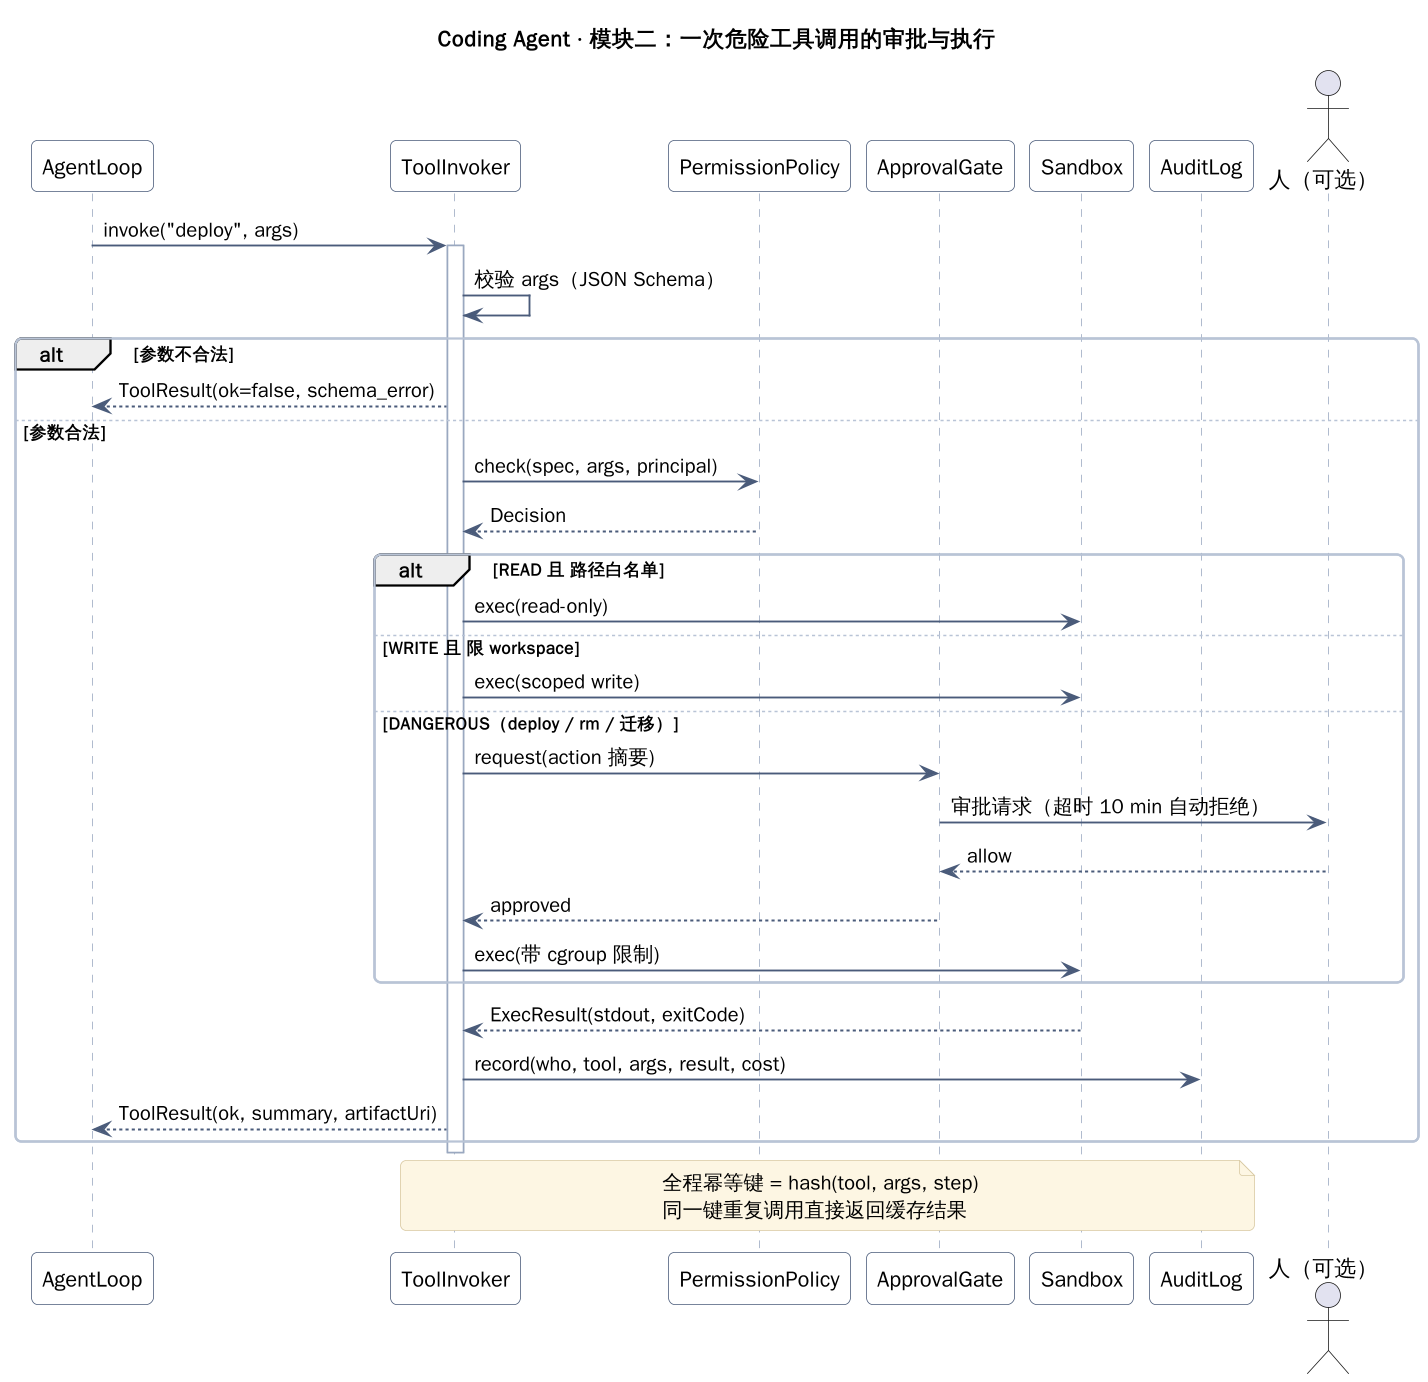 Coding Agent · 模块二：一次危险工具调用的审批与执行
人（可选）
AgentLoop
ToolInvoker
PermissionPolicy
ApprovalGate
Sandbox
AuditLog
invoke("deploy", args)
校验 args（JSON Schema）
alt
[参数不合法]
ToolResult(ok=false, schema_error)
[参数合法]
check(spec, args, principal)
Decision
alt
[READ 且 路径白名单]
exec(read-only)
[WRITE 且 限 workspace]
exec(scoped write)
[DANGEROUS（deploy / rm / 迁移）]
request(action 摘要)
审批请求（超时 10 min 自动拒绝）
allow
approved
exec(带 cgroup 限制)
ExecResult(stdout, exitCode)
record(who, tool, args, result, cost)
ToolResult(ok, summary, artifactUri)
全程幂等键 = hash(tool, args, step)
同一键重复调用直接返回缓存结果
AgentLoop
ToolInvoker
PermissionPolicy
ApprovalGate
Sandbox
AuditLog
人（可选）